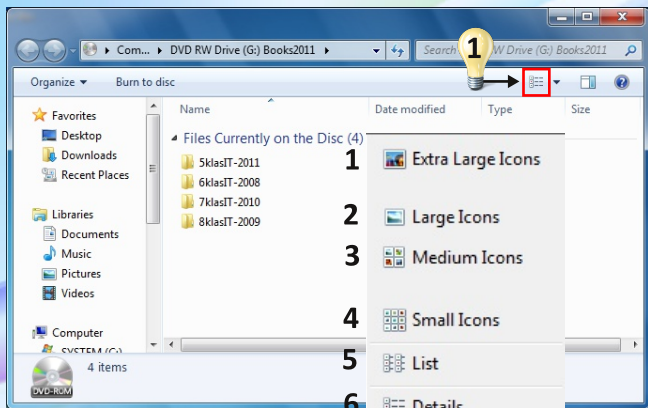 Com... ▸ DVD RW Drive (G:) Books2011 ▸
Search W Drive (G:) Books2011
1
Organize
Burn to disc
Favorites
Desktop
Downloads
Recent Places
Libraries
Documents
Music
Pictures
Videos
Computer
SYSTEM (C:)
Name
Date modified
Type
Size
Files Currently on the Disc (4)
5klasIT-2011
6klasIT-2008
7klasIT-2010
8klasIT-2009
1 Extra Large Icons
2 Large Icons
3 Medium Icons
4 Small Icons
5 List
6 Details
4 items
DVD-ROM